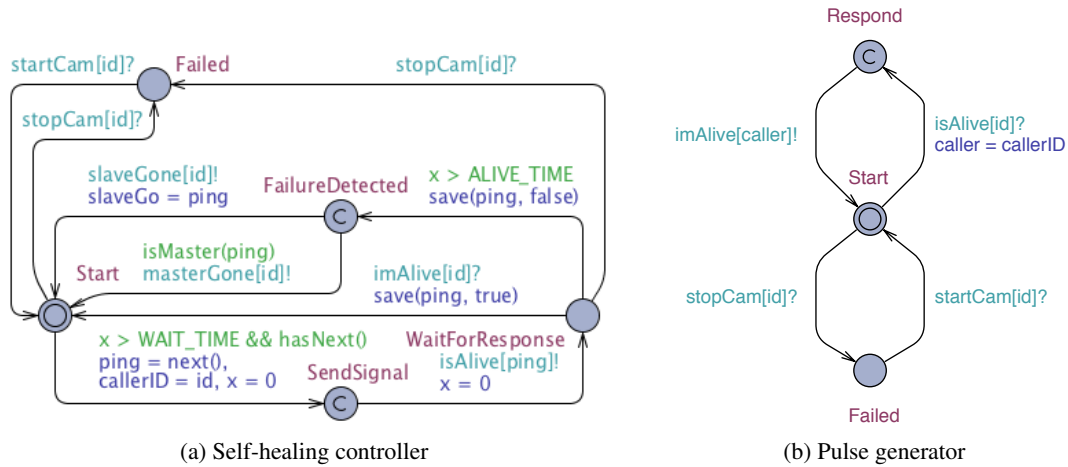 startCam[id]?
Failed
stopCam[id]?
stopCam[id]?
slaveGone[id]!
slaveGo = ping
FailureDetected
x > ALIVE_TIME
save(ping, false)
isMaster(ping)
masterGone[id]!
Start
imAlive[id]?
save(ping, true)
x > WAIT_TIME && hasNext()
ping = next(),
callerID = id, x = 0
SendSignal
C
C
WaitForResponse
isAlive[ping]!
x = 0
(a) Self-healing controller
Respond
C
imAlive[caller]!
isAlive[id]?
caller = callerID
Start
stopCam[id]?
startCam[id]?
Failed
(b) Pulse generator